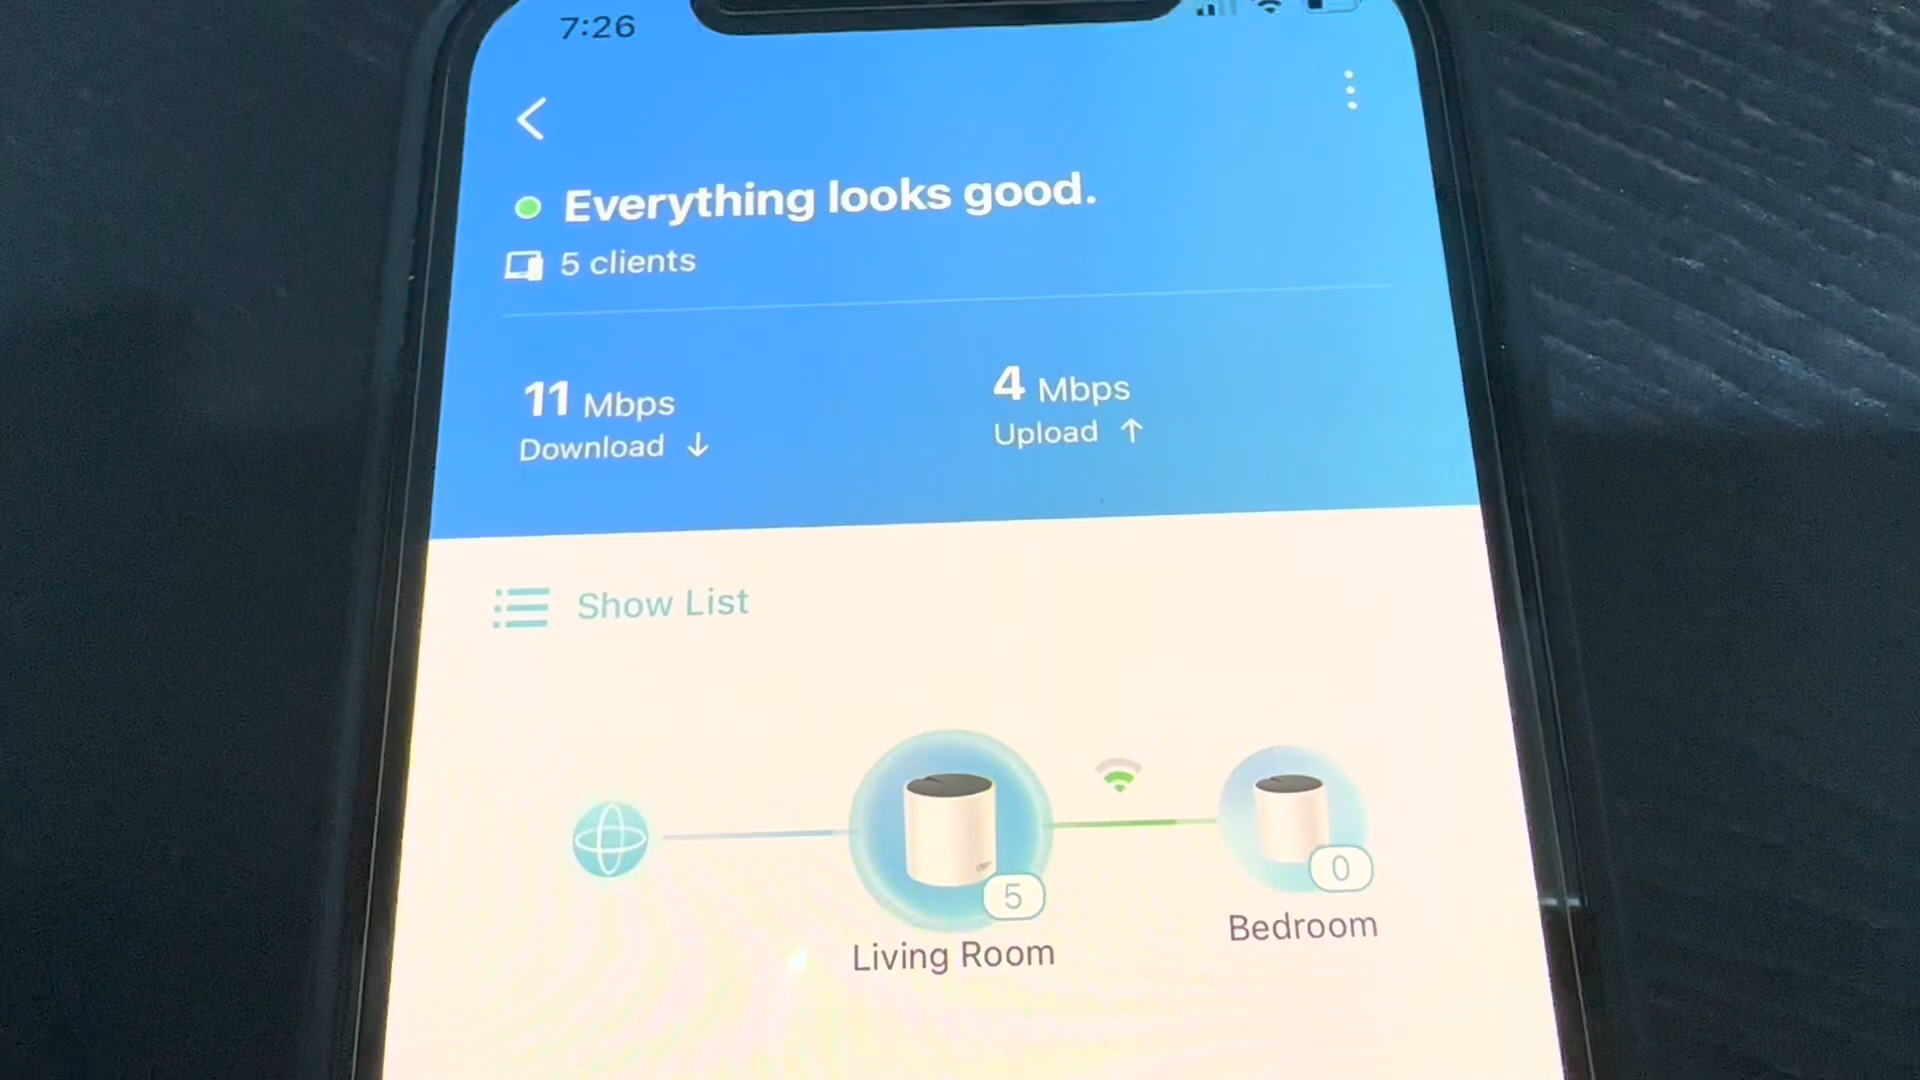 7:26
Everything looks good.
5 clients
11 Mbps
Download ↓
4 Mbps
Upload ↑
Show List
5
0
Living Room
Bedroom